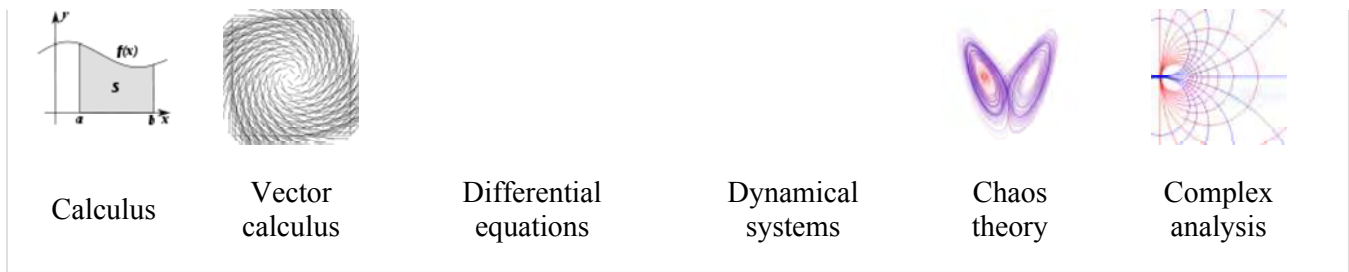 y
f(x)
S
a
b
x
Calculus
Vector
calculus
Differential
equations
Dynamical
systems
Chaos
theory
Complex
analysis